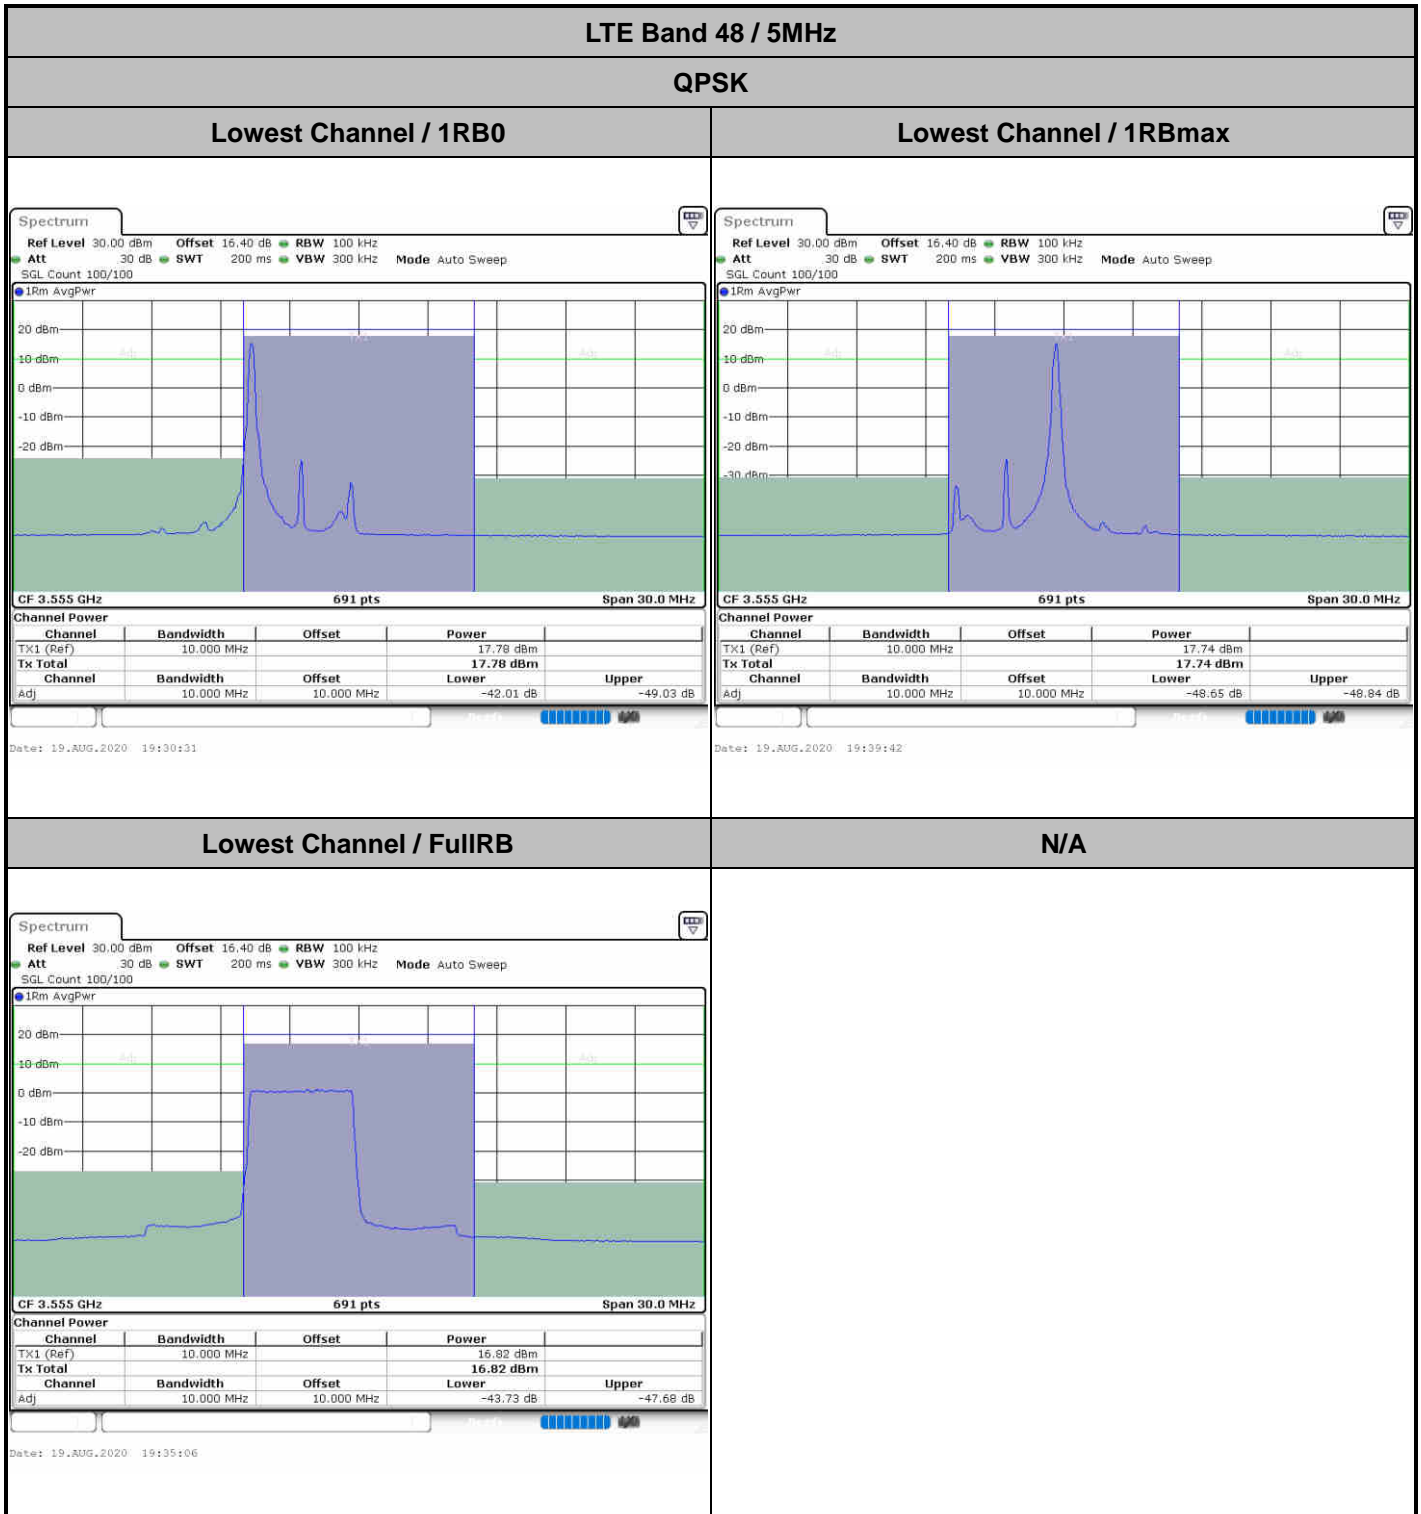 LTE Band 48 / 5MHz
QPSK
Lowest Channel / 1RB0
Lowest Channel / 1RBmax
Spectrum
Ref Level 30.00 dBm Offset 16.40 dB RBW 100 kHz
Att 30 dB SWT 200 ms VBW 300 kHz Mode Auto Sweep
SGL Count 100/100
1Rm AvgPwr
20 dBm
10 dBm
0 dBm
-10 dBm
-20 dBm
Adj
TX1
Adj
CF 3.555 GHz 691 pts Span 30.0 MHz
Channel Power
Channel Bandwidth Offset Power
TX1 (Ref) 10.000 MHz 17.78 dBm
Tx Total 17.78 dBm
Channel Bandwidth Offset Lower Upper
Adj 10.000 MHz 10.000 MHz -42.01 dB -49.03 dB
Date: 19.AUG.2020 19:30:31
Spectrum
Ref Level 30.00 dBm Offset 16.40 dB RBW 100 kHz
Att 30 dB SWT 200 ms VBW 300 kHz Mode Auto Sweep
SGL Count 100/100
1Rm AvgPwr
20 dBm
10 dBm
0 dBm
-10 dBm
-20 dBm
-30 dBm
Adj
TX1
Adj
CF 3.555 GHz 691 pts Span 30.0 MHz
Channel Power
Channel Bandwidth Offset Power
TX1 (Ref) 10.000 MHz 17.74 dBm
Tx Total 17.74 dBm
Channel Bandwidth Offset Lower Upper
Adj 10.000 MHz 10.000 MHz -48.65 dB -48.84 dB
Date: 19.AUG.2020 19:39:42
Lowest Channel / FullRB
N/A
Spectrum
Ref Level 30.00 dBm Offset 16.40 dB RBW 100 kHz
Att 30 dB SWT 200 ms VBW 300 kHz Mode Auto Sweep
SGL Count 100/100
1Rm AvgPwr
20 dBm
10 dBm
0 dBm
-10 dBm
-20 dBm
Adj
TX1
Adj
CF 3.555 GHz 691 pts Span 30.0 MHz
Channel Power
Channel Bandwidth Offset Power
TX1 (Ref) 10.000 MHz 16.82 dBm
Tx Total 16.82 dBm
Channel Bandwidth Offset Lower Upper
Adj 10.000 MHz 10.000 MHz -43.73 dB -47.68 dB
Date: 19.AUG.2020 19:35:06